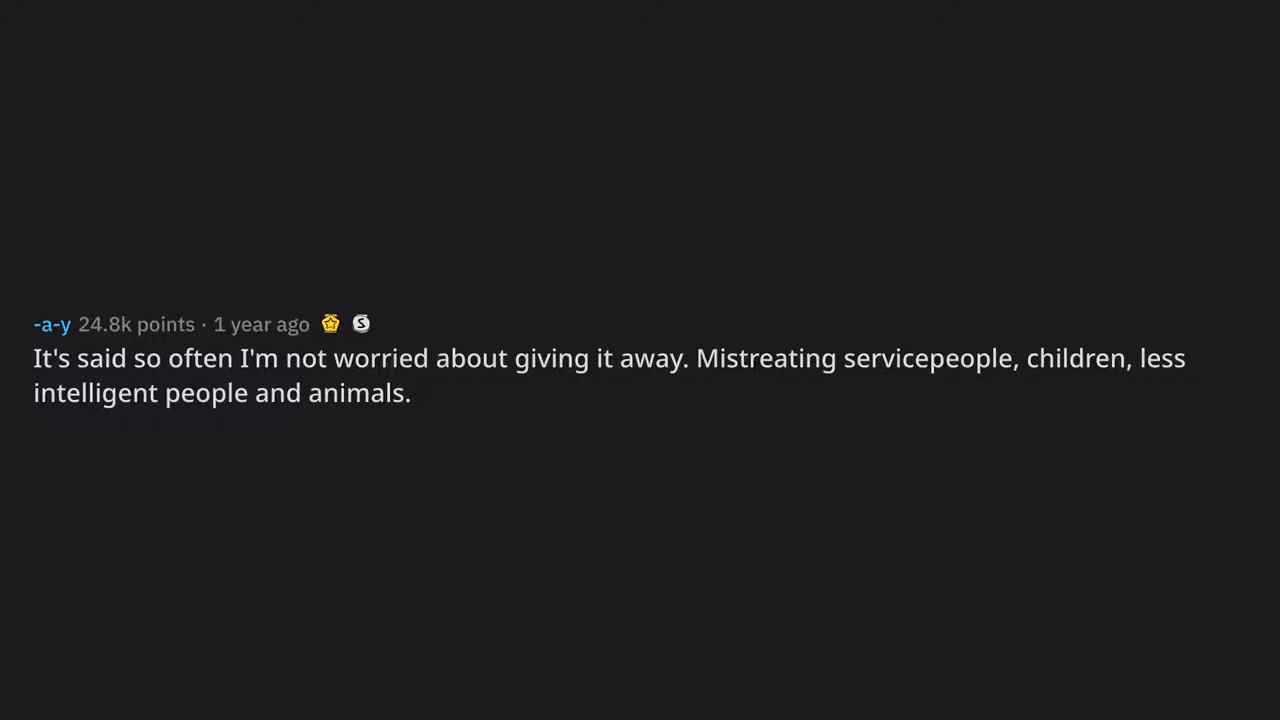 -a-y 24.8k points · 1 year ago S
It's said so often I'm not worried about giving it away. Mistreating servicepeople, children, less
intelligent people and animals.